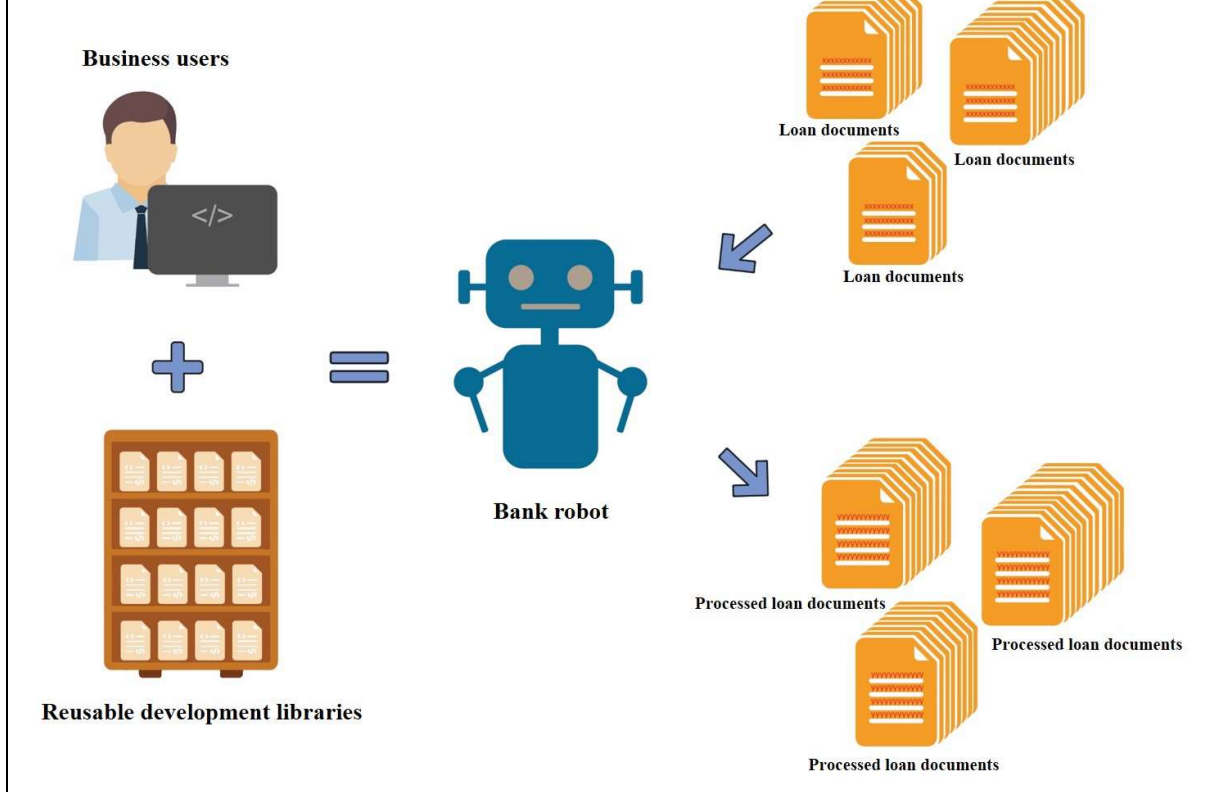 Business users
</>
Loan documents
Loan documents
Loan documents
Bank robot
Reusable development libraries
Processed loan documents
Processed loan documents
Processed loan documents